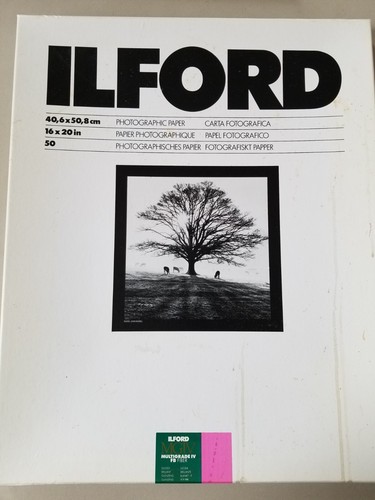 ILFORD
40,6 x 50,8 cm PHOTOGRAPHIC PAPER CARTA FOTOGRAFICA
16 x 20 in PAPIER PHOTOGRAPHIQUE PAPEL FOTOGRAFICO
50 PHOTOGRAPHISCHES PAPIER FOTOGRAFISKT PAPPER
ILFORD
MULTIGRADE IV
FB FIBER